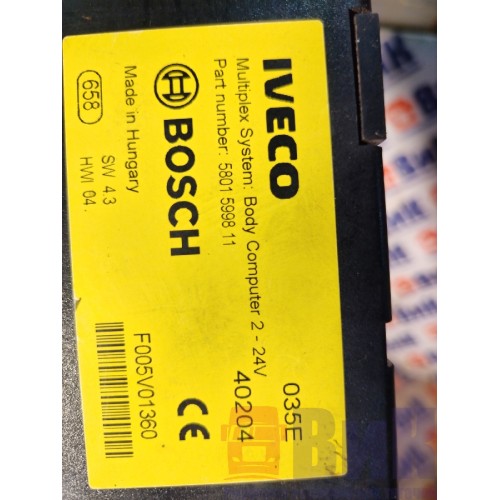 IVECO
035E
Multiplex System: Body Computer 2 - 24V
40204
Part number: 5801 5998 11
BOSCH
CE
Made in Hungary
F005V01360
658
SW 4.3
HWI 04.